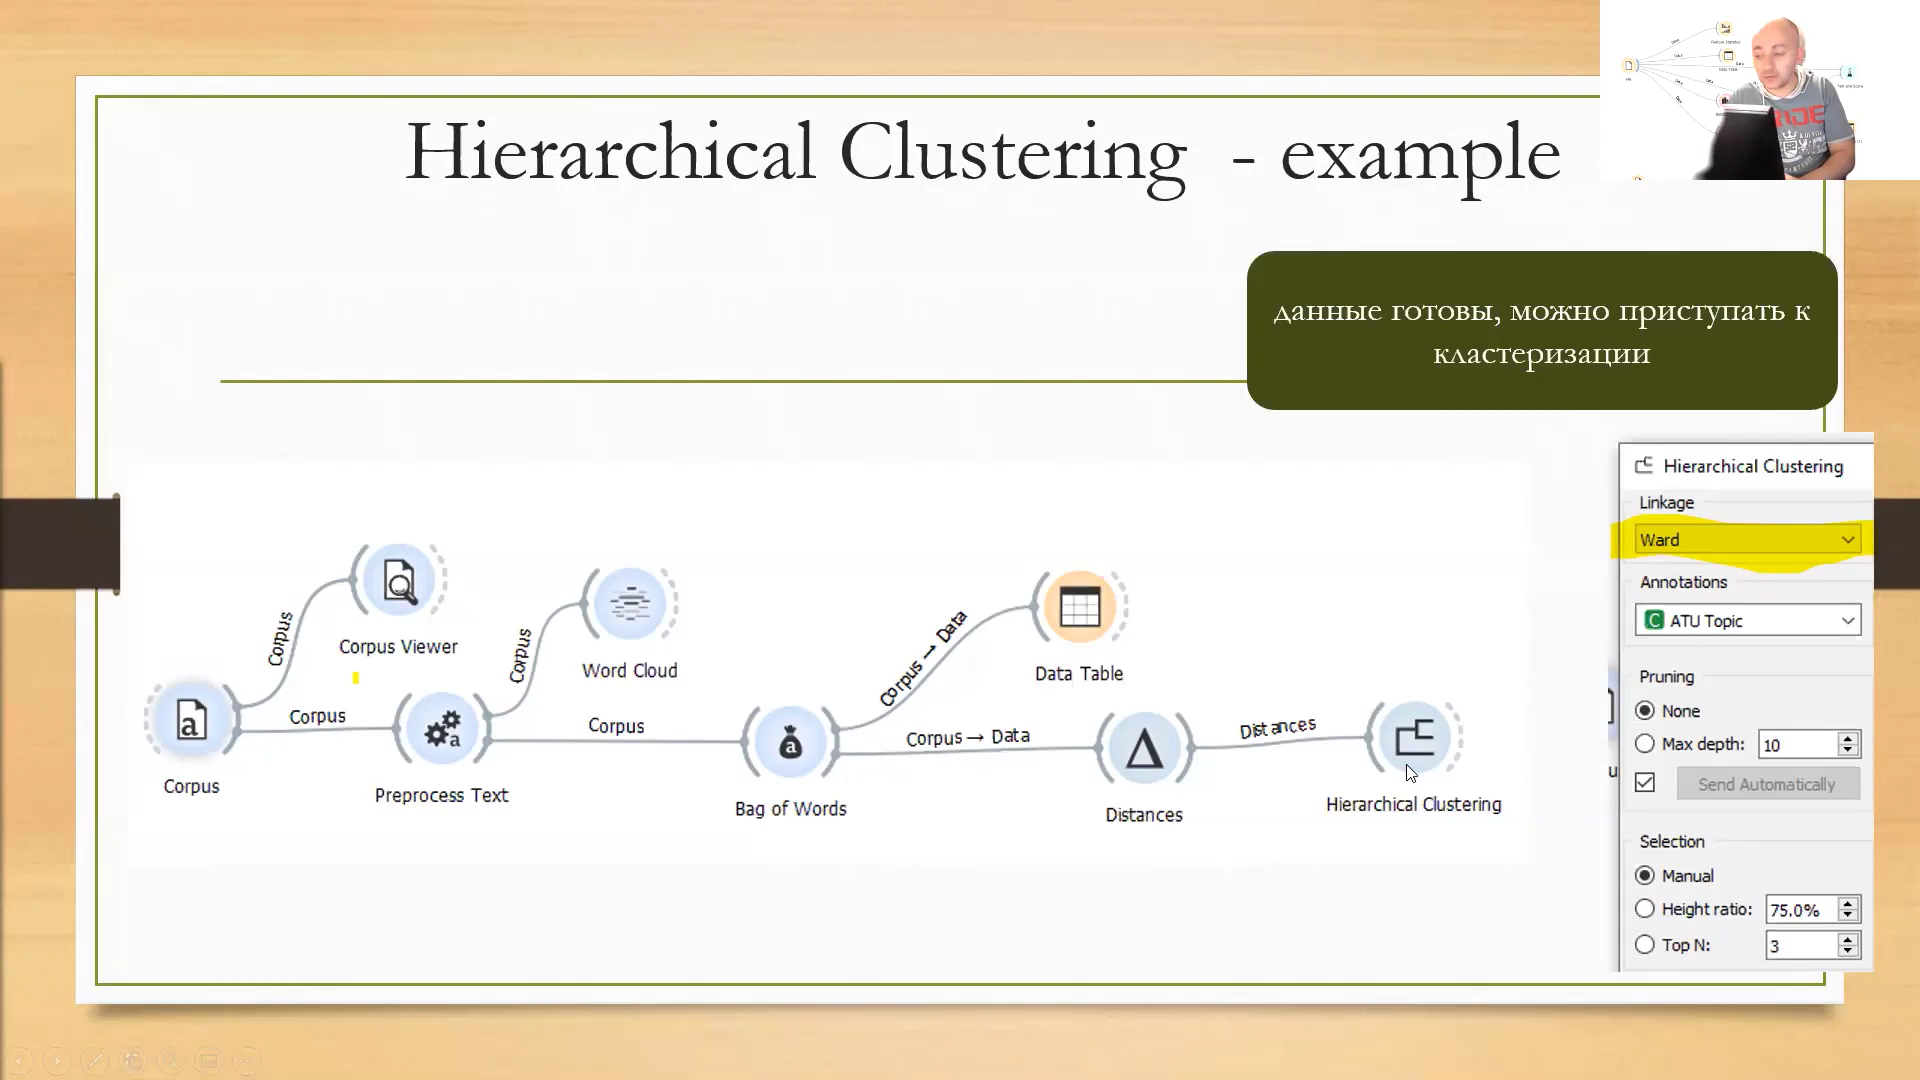 Hierarchical Clustering - example
данные готовы, можно приступать к
кластеризации
Corpus
Corpus Viewer
Corpus
Corpus
Preprocess Text
Corpus
Word Cloud
Corpus
Bag of Words
Corpus → Data
Data Table
Corpus → Data
Distances
Distances
Hierarchical Clustering
Hierarchical Clustering
Linkage
Ward
Annotations
C ATU Topic
Pruning
None
Max depth: 10
Send Automatically
Selection
Manual
Height ratio: 75.0%
Top N: 3